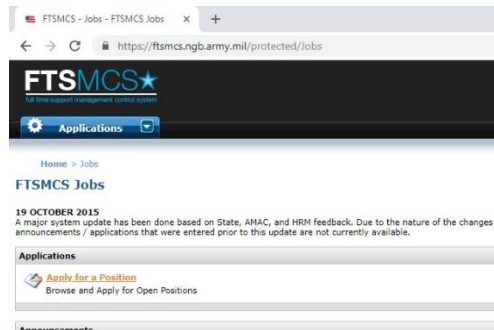 FTSMCS - Jobs - FTSMCS Jobs
https://ftsmcs.ngb.army.mil/protected/Jobs
FTSMCS
full time support management control system
Applications
Home > Jobs
FTSMCS Jobs
19 OCTOBER 2015
A major system update has been done based on State, AMAC, and HRM feedback. Due to the nature of the changes
announcements / applications that were entered prior to this update are not currently available.
Applications
Apply for a Position
Browse and Apply for Open Positions
Announcements